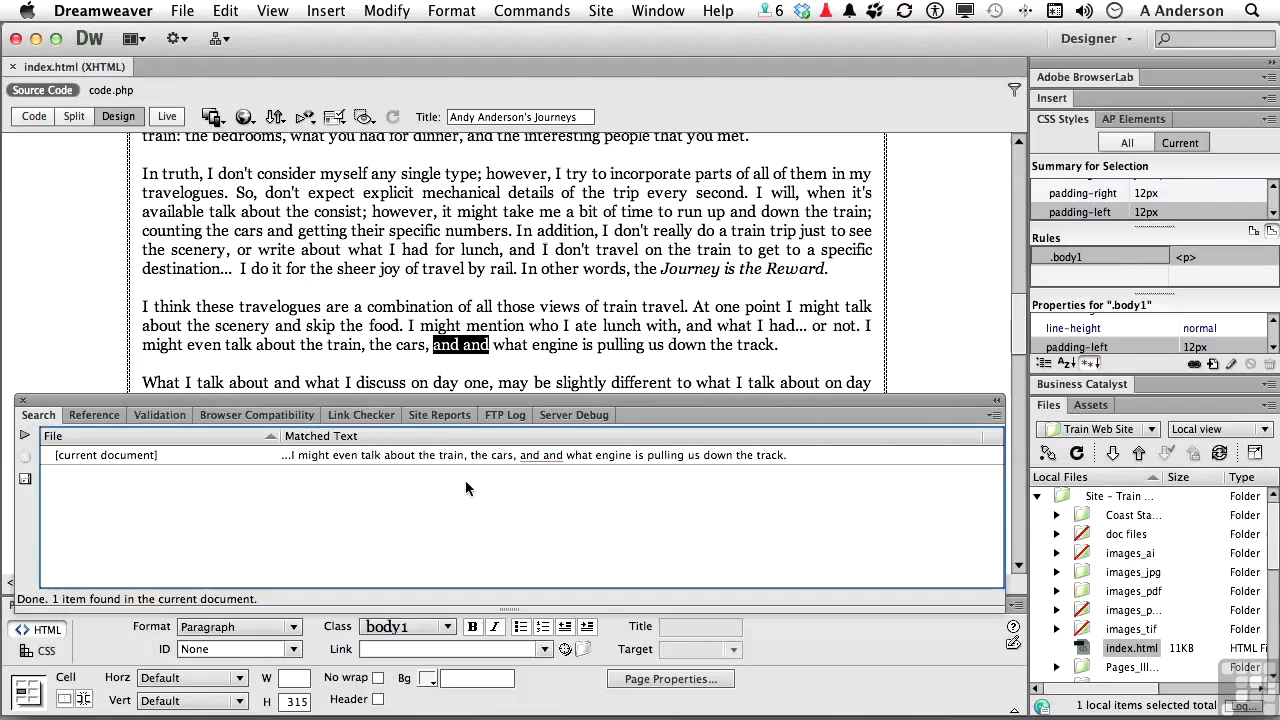 Dreamweaver File Edit View Insert Modify Format Commands Site Window Help 6 A Anderson
Dw Designer
index.html (XHTML)
Source Code code.php
Code Split Design Live Title: Andy Anderson's Journeys
train: the bedrooms, what you had for dinner, and the interesting people that you met.
In truth, I don't consider myself any single type; however, I try to incorporate parts of all of them in my
travelogues. So, don't expect explicit mechanical details of the trip every second. I will, when it's
available talk about the consist; however, it might take me a bit of time to run up and down the train;
counting the cars and getting their specific numbers. In addition, I don't really do a train trip just to see
the scenery, or write about what I had for lunch, and I don't travel on the train to get to a specific
destination... I do it for the sheer joy of travel by rail. In other words, the Journey is the Reward.
I think these travelogues are a combination of all those views of train travel. At one point I might talk
about the scenery and skip the food. I might mention who I ate lunch with, and what I had... or not. I
might even talk about the train, the cars, and and what engine is pulling us down the track.
What I talk about and what I discuss on day one, may be slightly different to what I talk about on day
Search Reference Validation Browser Compatibility Link Checker Site Reports FTP Log Server Debug
File Matched Text
[current document] ...I might even talk about the train, the cars, and and what engine is pulling us down the track.
Done. 1 item found in the current document.
HTML Format Paragraph Class body1 B I Title
CSS ID None Link Target
Cell Horz Default W No wrap Bg Page Properties...
Vert Default H 315 Header
Adobe BrowserLab
Insert
CSS Styles AP Elements
All Current
Summary for Selection
padding-right 12px
padding-left 12px
Rules
.body1 <p>
Properties for ".body1"
line-height normal
padding-left 12px
Business Catalyst
Files Assets
Train Web Site Local view
Local Files Size Type
Site - Train ... Folder
Coast Sta... Folder
doc files Folder
images_ai Folder
images_jpg Folder
images_pdf Folder
images_p... Folder
images_tif Folder
index.html 11KB HTML F
Pages_Ill... Folder
1 local items selected total Log...